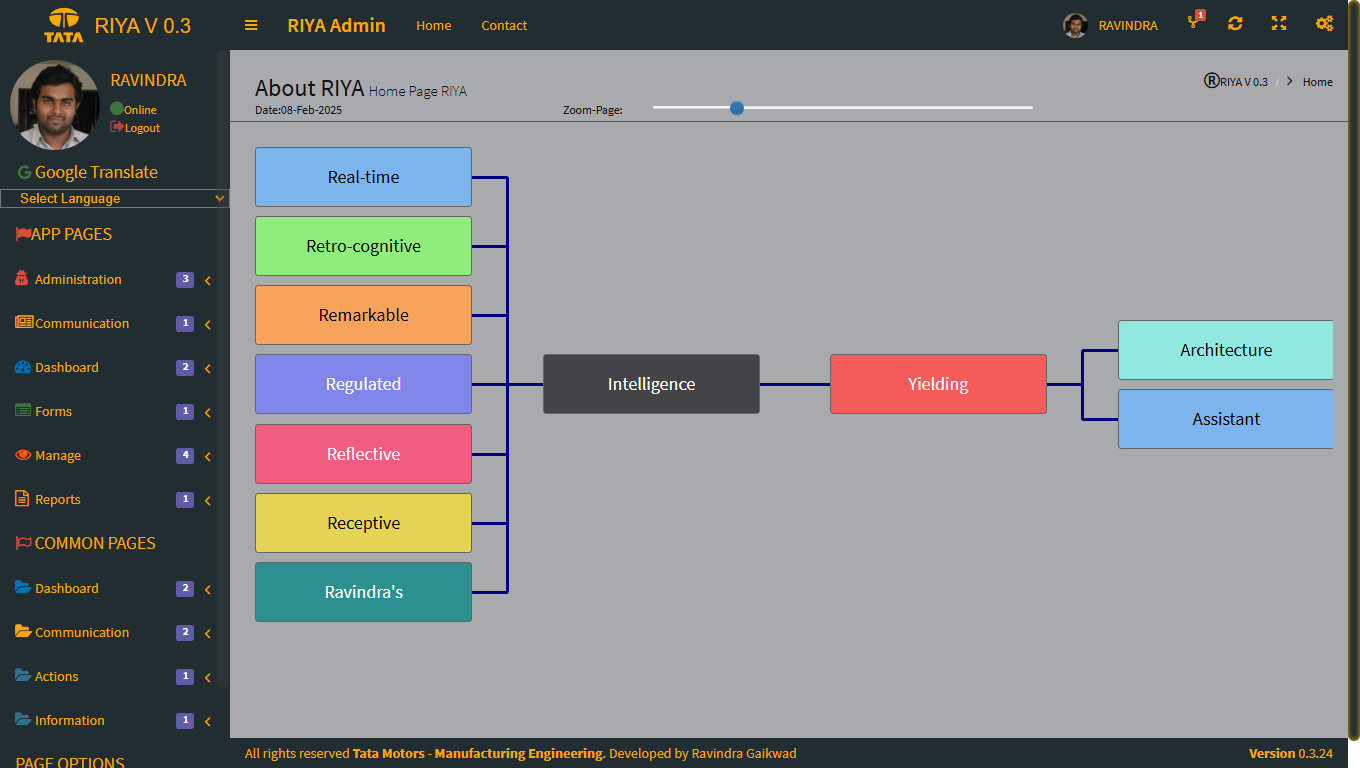 TATA
RIYA V 0.3
RIYA Admin
Home
Contact
RAVINDRA
1
RAVINDRA
Online
Logout
Google Translate
Select Language
APP PAGES
Administration 3
Communication 1
Dashboard 2
Forms 1
Manage 4
Reports 1
COMMON PAGES
Dashboard 2
Communication 2
Actions 1
Information 1
PAGE OPTIONS
About RIYA Home Page RIYA
Date:08-Feb-2025
Zoom-Page:
®RIYA V 0.3 / > Home
Real-time
Retro-cognitive
Remarkable
Regulated
Reflective
Receptive
Ravindra's
Intelligence
Yielding
Architecture
Assistant
All rights reserved Tata Motors - Manufacturing Engineering. Developed by Ravindra Gaikwad
Version 0.3.24